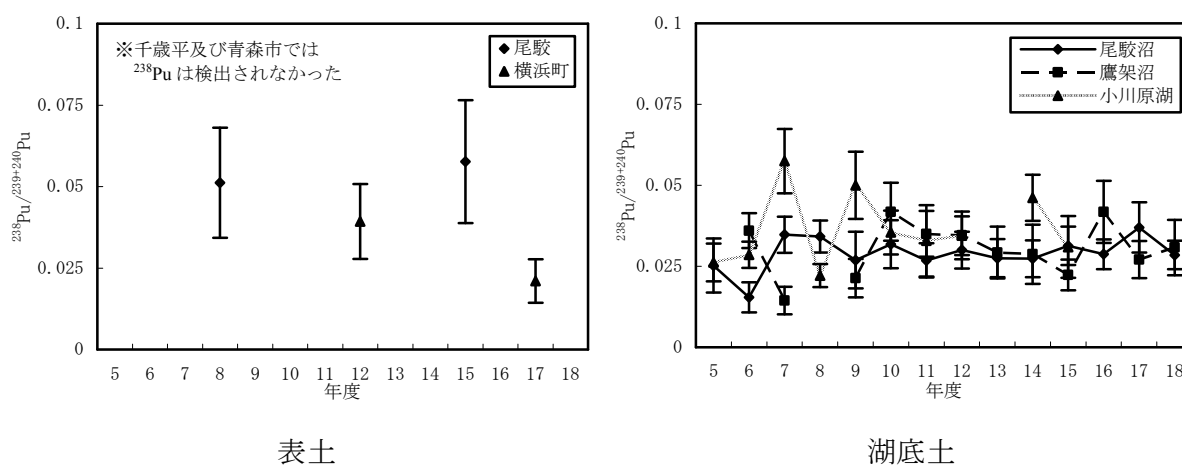 0.1
0.075
0.05
0.025
0
²³⁸Pu/²³⁹⁺²⁴⁰Pu
※千歳平及び青森市では
²³⁸Puは検出されなかった
尾駮
横浜町
5 6 7 8 9 10 11 12 13 14 15 16 17 18
年度
表土
0.1
0.075
0.05
0.025
0
²³⁸Pu/²³⁹⁺²⁴⁰Pu
尾駮沼
鷹架沼
小川原湖
5 6 7 8 9 10 11 12 13 14 15 16 17 18
年度
湖底土